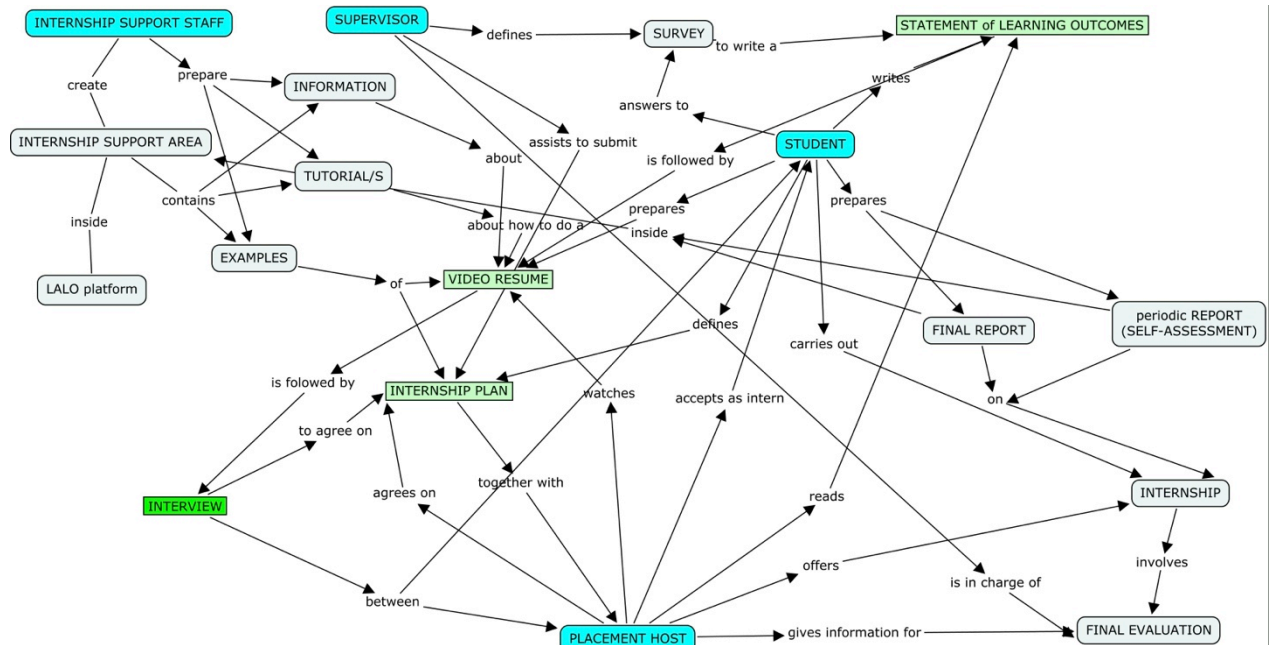 INTERNSHIP SUPPORT STAFF
SUPERVISOR
STATEMENT of LEARNING OUTCOMES
defines
SURVEY
to write a
prepare
create
INFORMATION
writes
answers to
INTERNSHIP SUPPORT AREA
assists to submit
STUDENT
about
is followed by
TUTORIAL/S
contains
prepares
prepares
inside
about how to do a
inside
EXAMPLES
LALO platform
of
VIDEO RESUME
periodic REPORT
(SELF-ASSESSMENT)
defines
FINAL REPORT
carries out
is followed by
INTERNSHIP PLAN
watches
accepts as intern
on
to agree on
together with
agrees on
reads
INTERNSHIP
INTERVIEW
offers
involves
is in charge of
between
PLACEMENT HOST
gives information for
FINAL EVALUATION